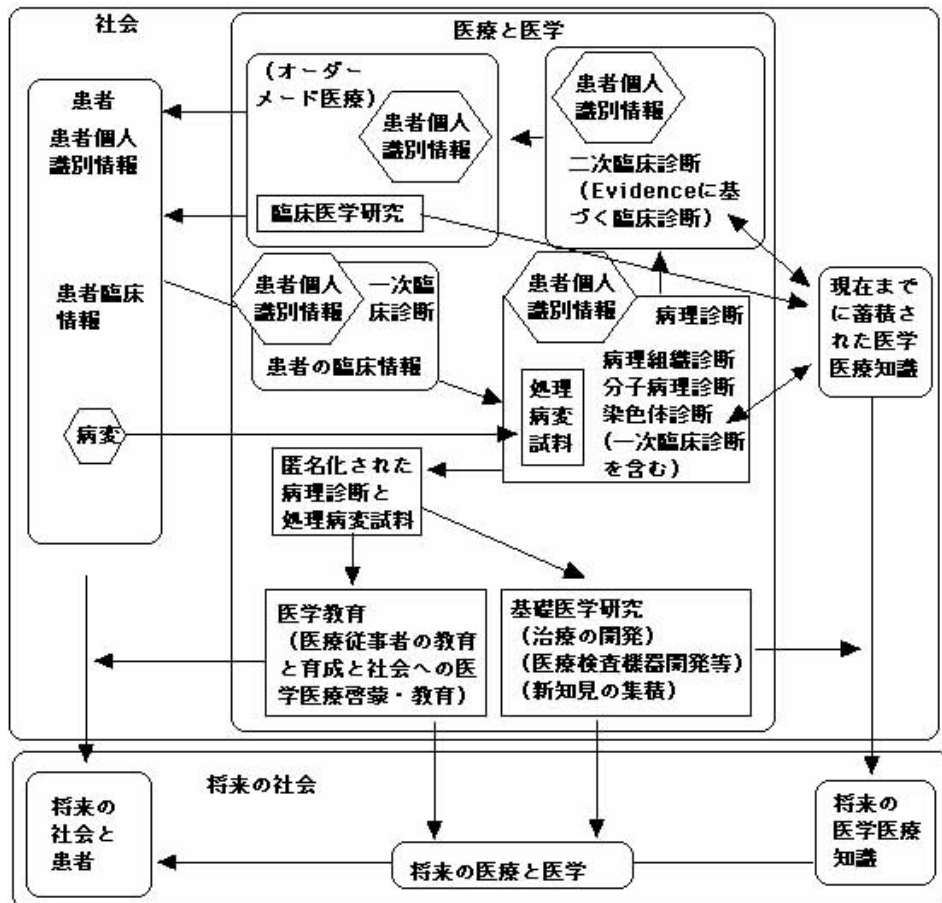 社会
医療と医学
患者
患者個人
識別情報
患者臨床
情報
病変
（オーダー
メード医療）
患者個人
識別情報
臨床医学研究
患者個人
識別情報
二次臨床診断
（Evidenceに基
づく臨床診断）
患者個人
識別情報
一次臨
床診断
患者の臨床情報
患者個人
識別情報
病理診断
処理
病変
試料
病理組織診断
分子病理診断
染色体診断
(一次臨床診断
を含む)
現在まで
に蓄積さ
れた医学
医療知識
匿名化された
病理診断と
処理病変試料
医学教育
（医療従事者の教育
と育成と社会への医
学医療啓蒙・教育）
基礎医学研究
（治療の開発）
(医療検査機器開発等)
(新知見の集積)
将来の社会
将来の
社会と
患者
将来の医療と医学
将来の
医学医療
知識